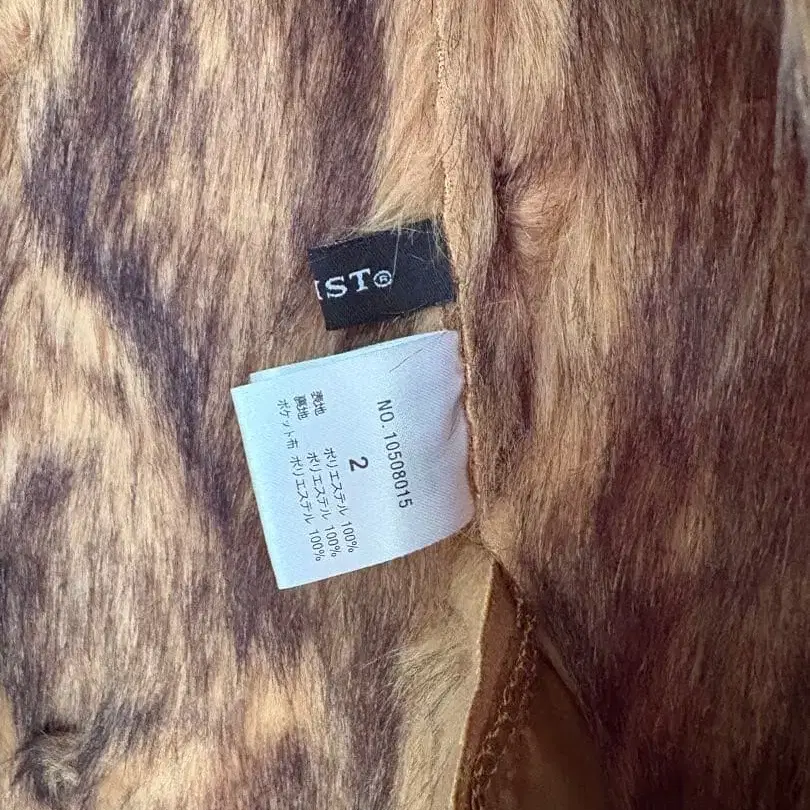 IST®
NO. 10508015
2
表地 ポリエステル 100%
裏地 ポリエステル 100%
ポケット布 ポリエステル 100%